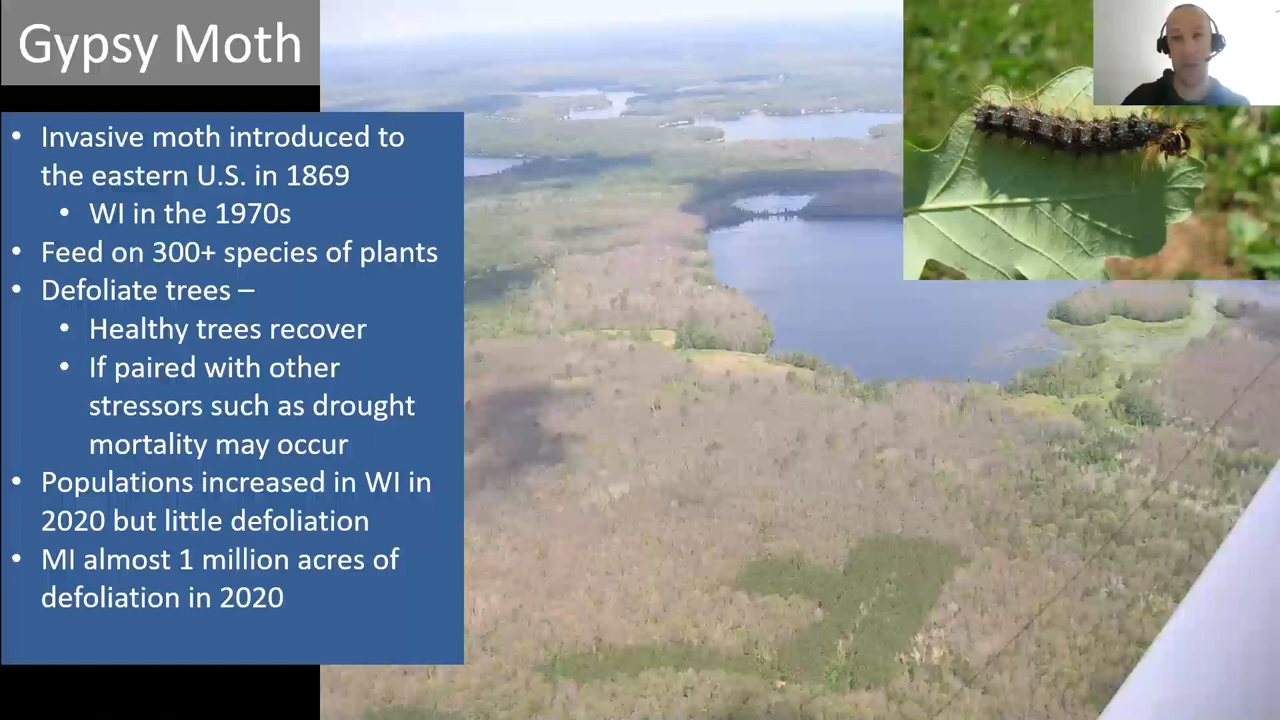 Gypsy Moth
• Invasive moth introduced to
the eastern U.S. in 1869
• WI in the 1970s
• Feed on 300+ species of plants
• Defoliate trees –
• Healthy trees recover
• If paired with other
stressors such as drought
mortality may occur
• Populations increased in WI in
2020 but little defoliation
• MI almost 1 million acres of
defoliation in 2020